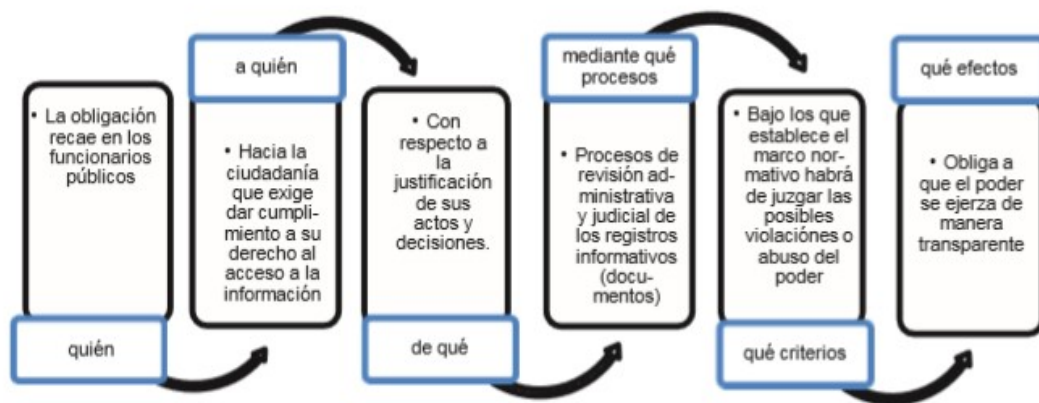 • La obligación
recae en los
funcionarios
públicos
quién
a quién
• Hacia la
ciudadanía
que exige
dar cumpli-
miento a su
derecho al
acceso a la
información
• Con
respecto a
la
justificación
de sus
actos y
decisiones.
de qué
mediante qué
procesos
• Procesos de
revisión adm-
inistrativa
y judicial de
los registros
informativos
(docu-
mentos)
• Bajo los que
establece el
marco nor-
mativo habrá
de juzgar las
posibles
violaciónes o
abuso del
poder
qué criterios
qué efectos
• Obliga a
que el poder
se ejerza de
manera
transparente